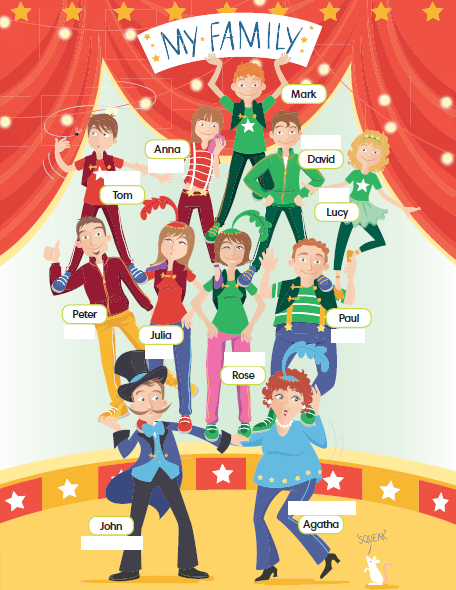 MY FAMILY
Mark
Anna
David
Tom
Lucy
Peter
Julia
Paul
Rose
John
Agatha
"SQUEAK"